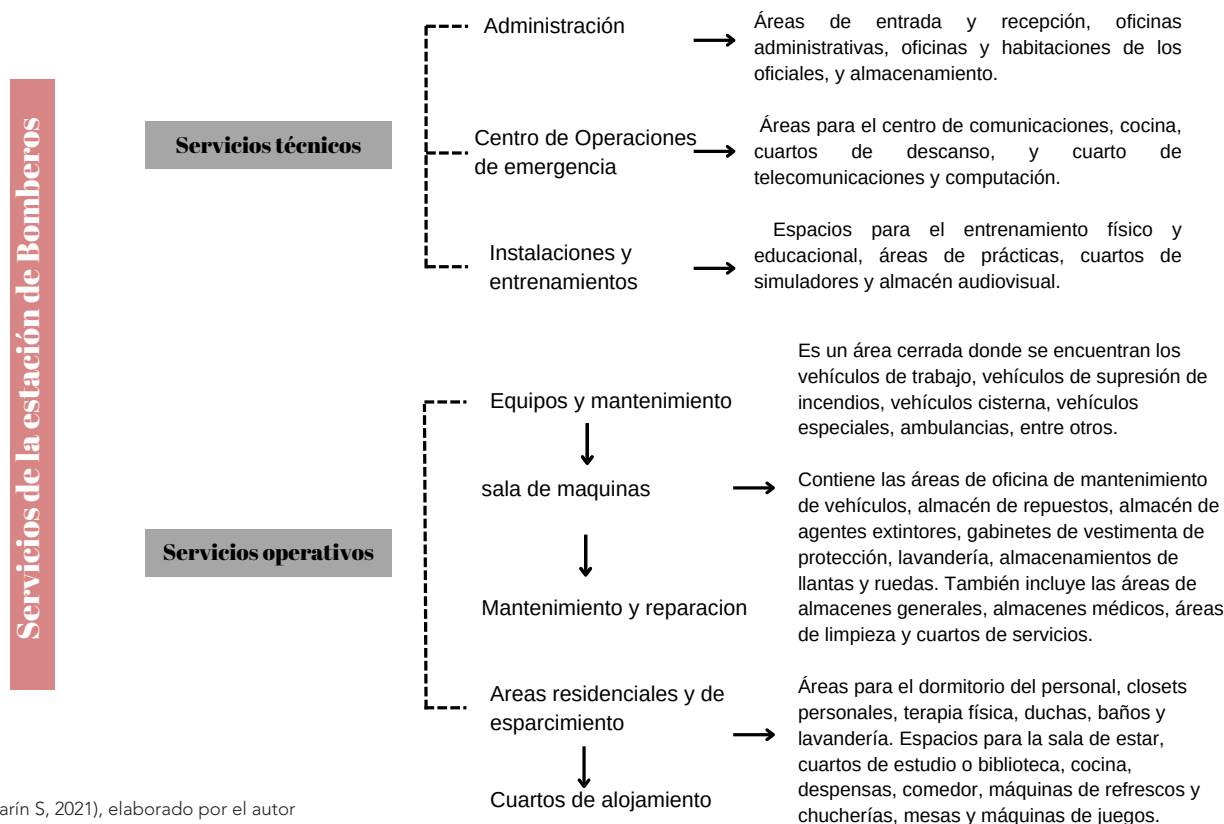 Servicios de la estación de Bomberos
Servicios técnicos
Administración
Áreas de entrada y recepción, oficinas
administrativas, oficinas y habitaciones de los
oficiales, y almacenamiento.
Centro de Operaciones
de emergencia
Áreas para el centro de comunicaciones, cocina,
cuartos de descanso, y cuarto de
telecomunicaciones y computación.
Instalaciones y
entrenamientos
Espacios para el entrenamiento físico y
educacional, áreas de prácticas, cuartos de
simuladores y almacén audiovisual.
Servicios operativos
Equipos y mantenimiento
Es un área cerrada donde se encuentran los
vehículos de trabajo, vehículos de supresión de
incendios, vehículos cisterna, vehículos
especiales, ambulancias, entre otros.
sala de maquinas
Contiene las áreas de oficina de mantenimiento
de vehículos, almacén de repuestos, almacén de
agentes extintores, gabinetes de vestimenta de
protección, lavandería, almacenamientos de
llantas y ruedas. También incluye las áreas de
almacenes generales, almacenes médicos, áreas
de limpieza y cuartos de servicios.
Mantenimiento y reparacion
Areas residenciales y de
esparcimiento
Áreas para el dormitorio del personal, closets
personales, terapia física, duchas, baños y
lavandería. Espacios para la sala de estar,
cuartos de estudio o biblioteca, cocina,
despensas, comedor, máquinas de refrescos y
chucherías, mesas y máquinas de juegos.
Cuartos de alojamiento
arín S, 2021), elaborado por el autor